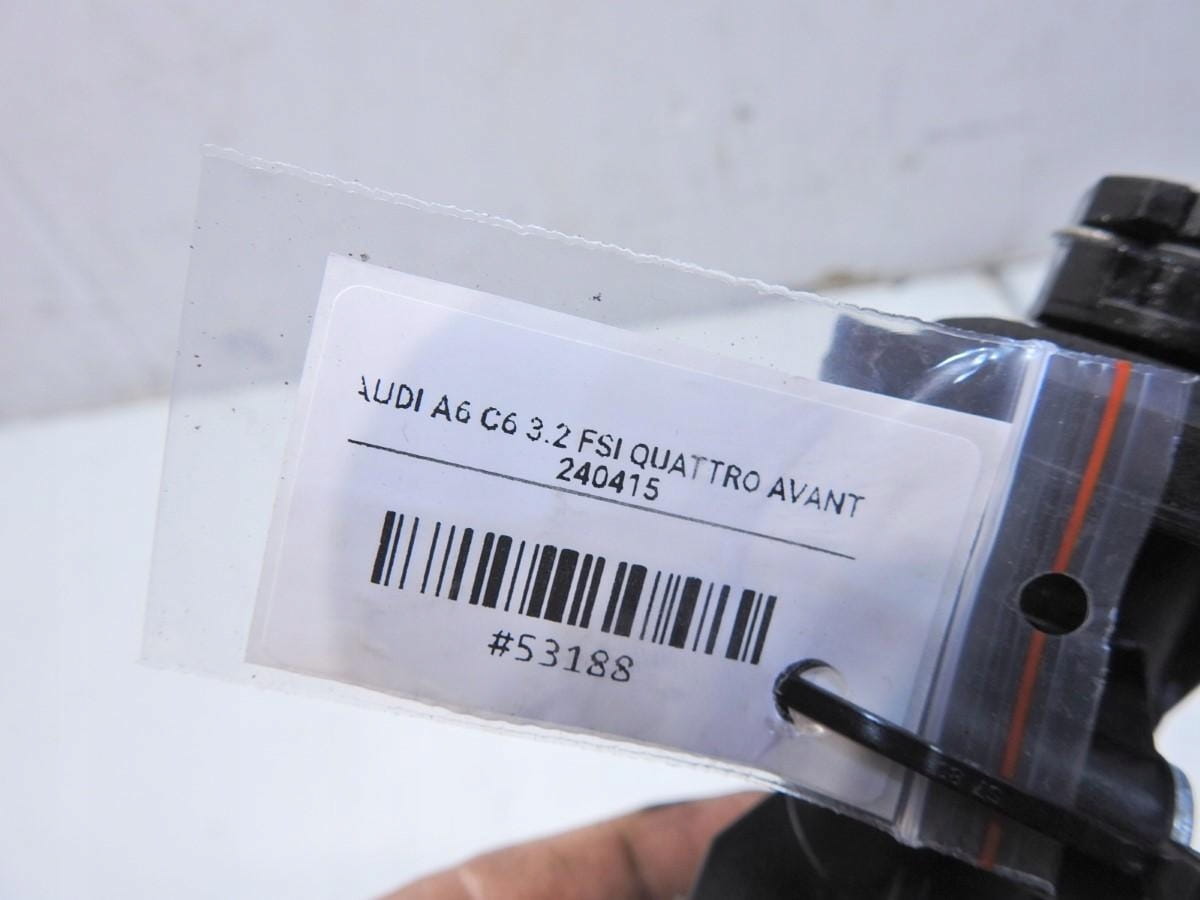 AUDI A6 C6 3.2 FSI QUATTRO AVANT
240415
#53188